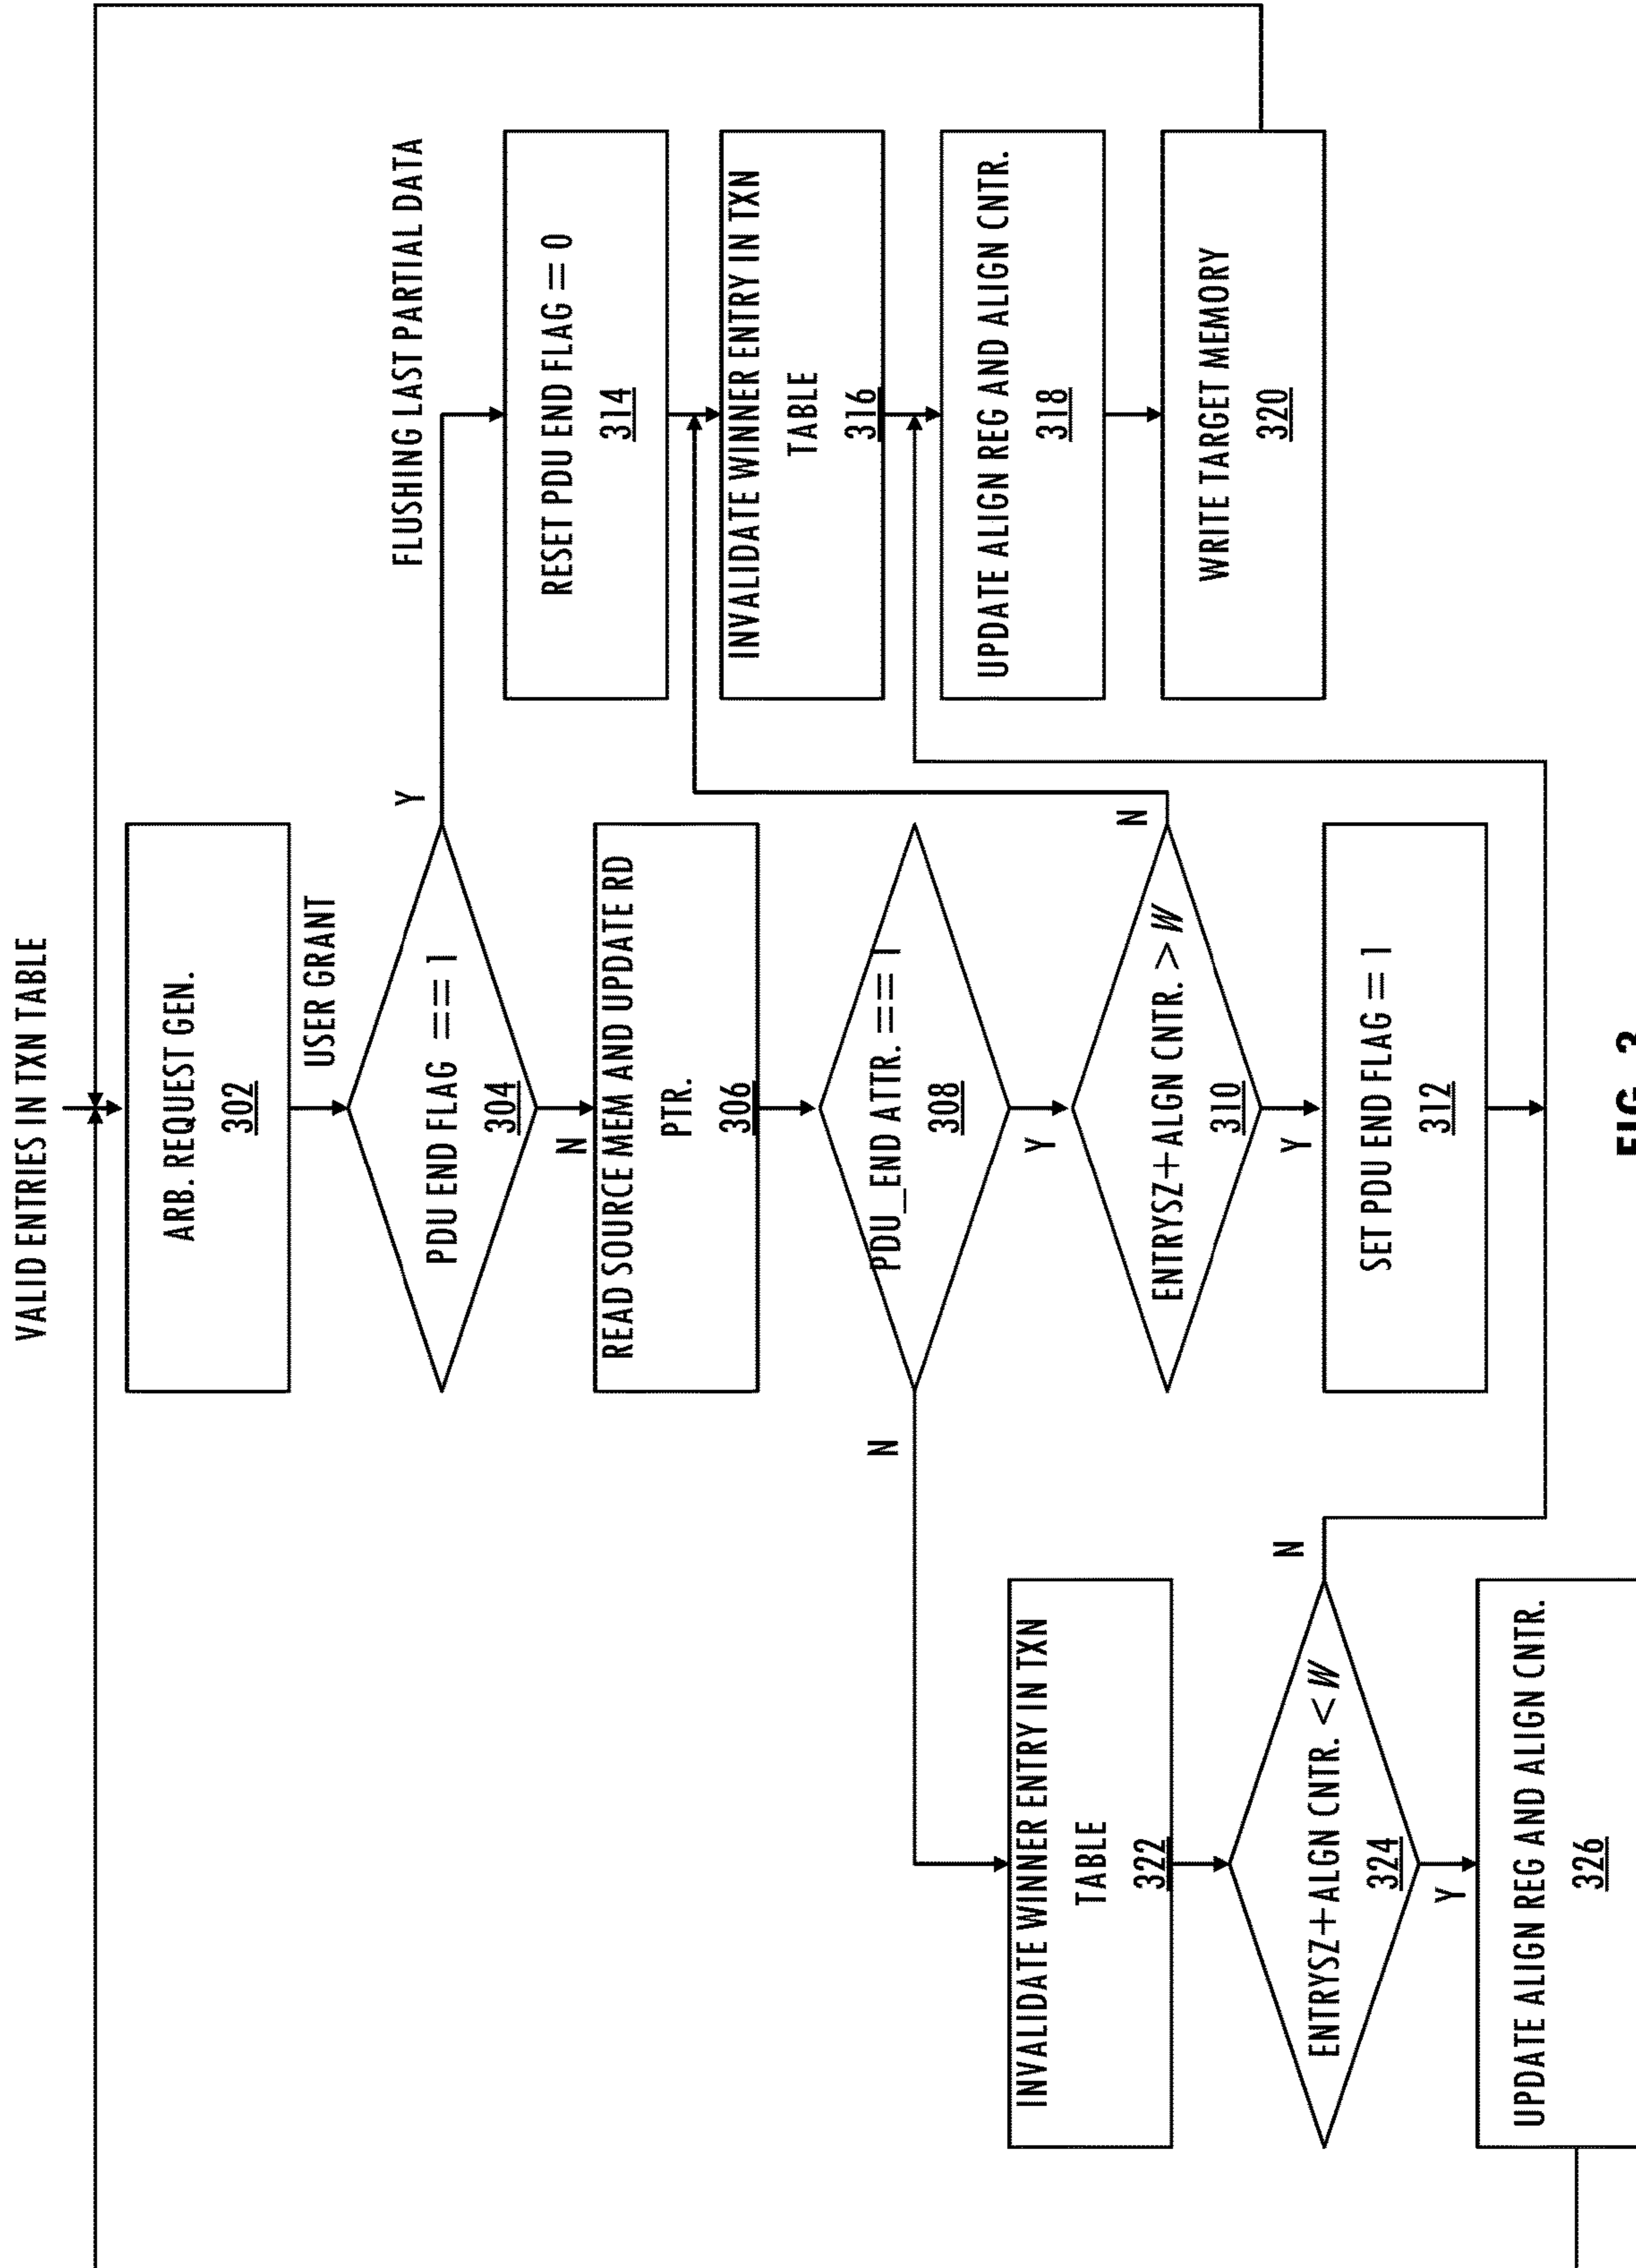 VALID ENTRIES IN TXN TABLE
ARB. REQUEST GEN.
302
USER GRANT
PDU END FLAG === 1
304
Y
N
FLUSHING LAST PARTIAL DATA
READ SOURCE MEM AND UPDATE RD
PTR.
306
PDU_END ATTR. === 1
308
N
Y
ENTRYSZ+ALGN CNTR. > W
310
N
Y
SET PDU END FLAG = 1
312
RESET PDU END FLAG = 0
314
INVALIDATE WINNER ENTRY IN TXN
TABLE
316
UPDATE ALIGN REG AND ALIGN CNTR.
318
WRITE TARGET MEMORY
320
INVALIDATE WINNER ENTRY IN TXN
TABLE
322
ENTRYSZ+ALGN CNTR. < W
324
N
Y
UPDATE ALIGN REG AND ALIGN CNTR.
326
FIG. 3